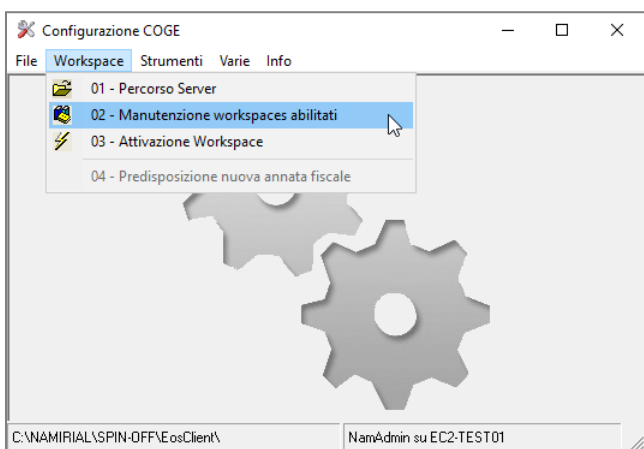 Configurazione COGE
File Workspace Strumenti Varie Info
01 - Percorso Server
02 - Manutenzione workspaces abilitati
03 - Attivazione Workspace
04 - Predisposizione nuova annata fiscale
C:\NAMIRIAL\SPIN-OFF\EosClient\ NamAdmin su EC2-TEST01